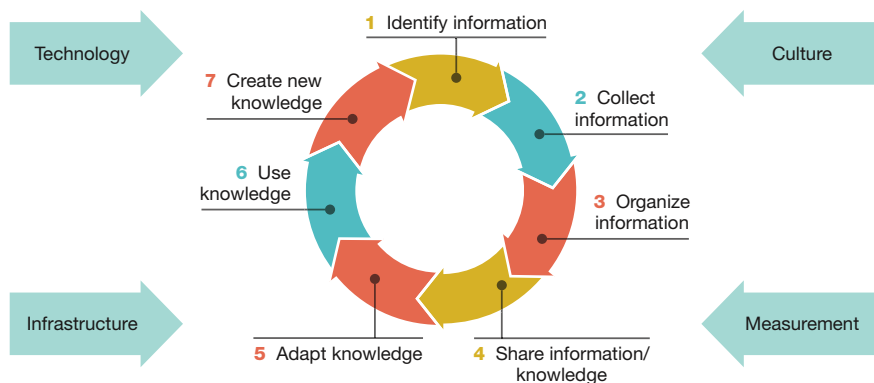 1 Identify information
Technology
Culture
7 Create new
knowledge
2 Collect
information
6 Use
knowledge
3 Organize
information
Infrastructure
Measurement
5 Adapt knowledge
4 Share information/
knowledge